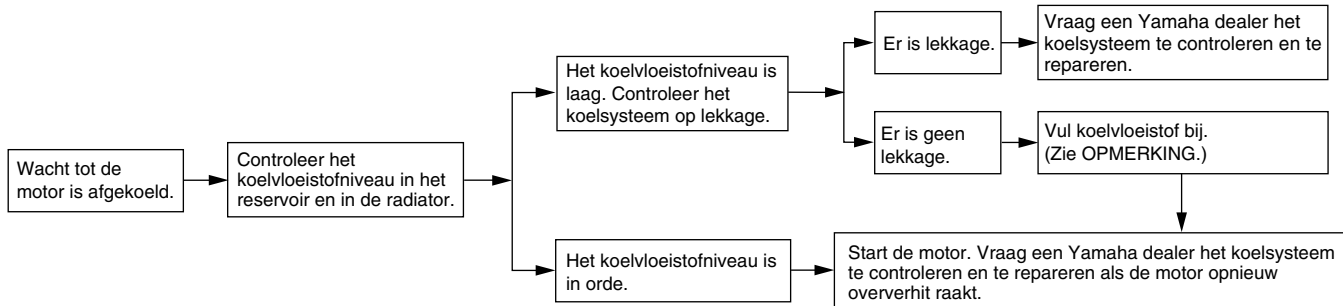 Wacht tot de
motor is afgekoeld.
Controleer het
koelvloeistofniveau in het
reservoir en in de radiator.
Het koelvloeistofniveau is
laag. Controleer het
koelsysteem op lekkage.
Er is lekkage.
Vraag een Yamaha dealer het
koelsysteem te controleren en te
repareren.
Er is geen
lekkage.
Vul koelvloeistof bij.
(Zie OPMERKING.)
Het koelvloeistofniveau is
in orde.
Start de motor. Vraag een Yamaha dealer het koelsysteem
te controleren en te repareren als de motor opnieuw
oververhit raakt.